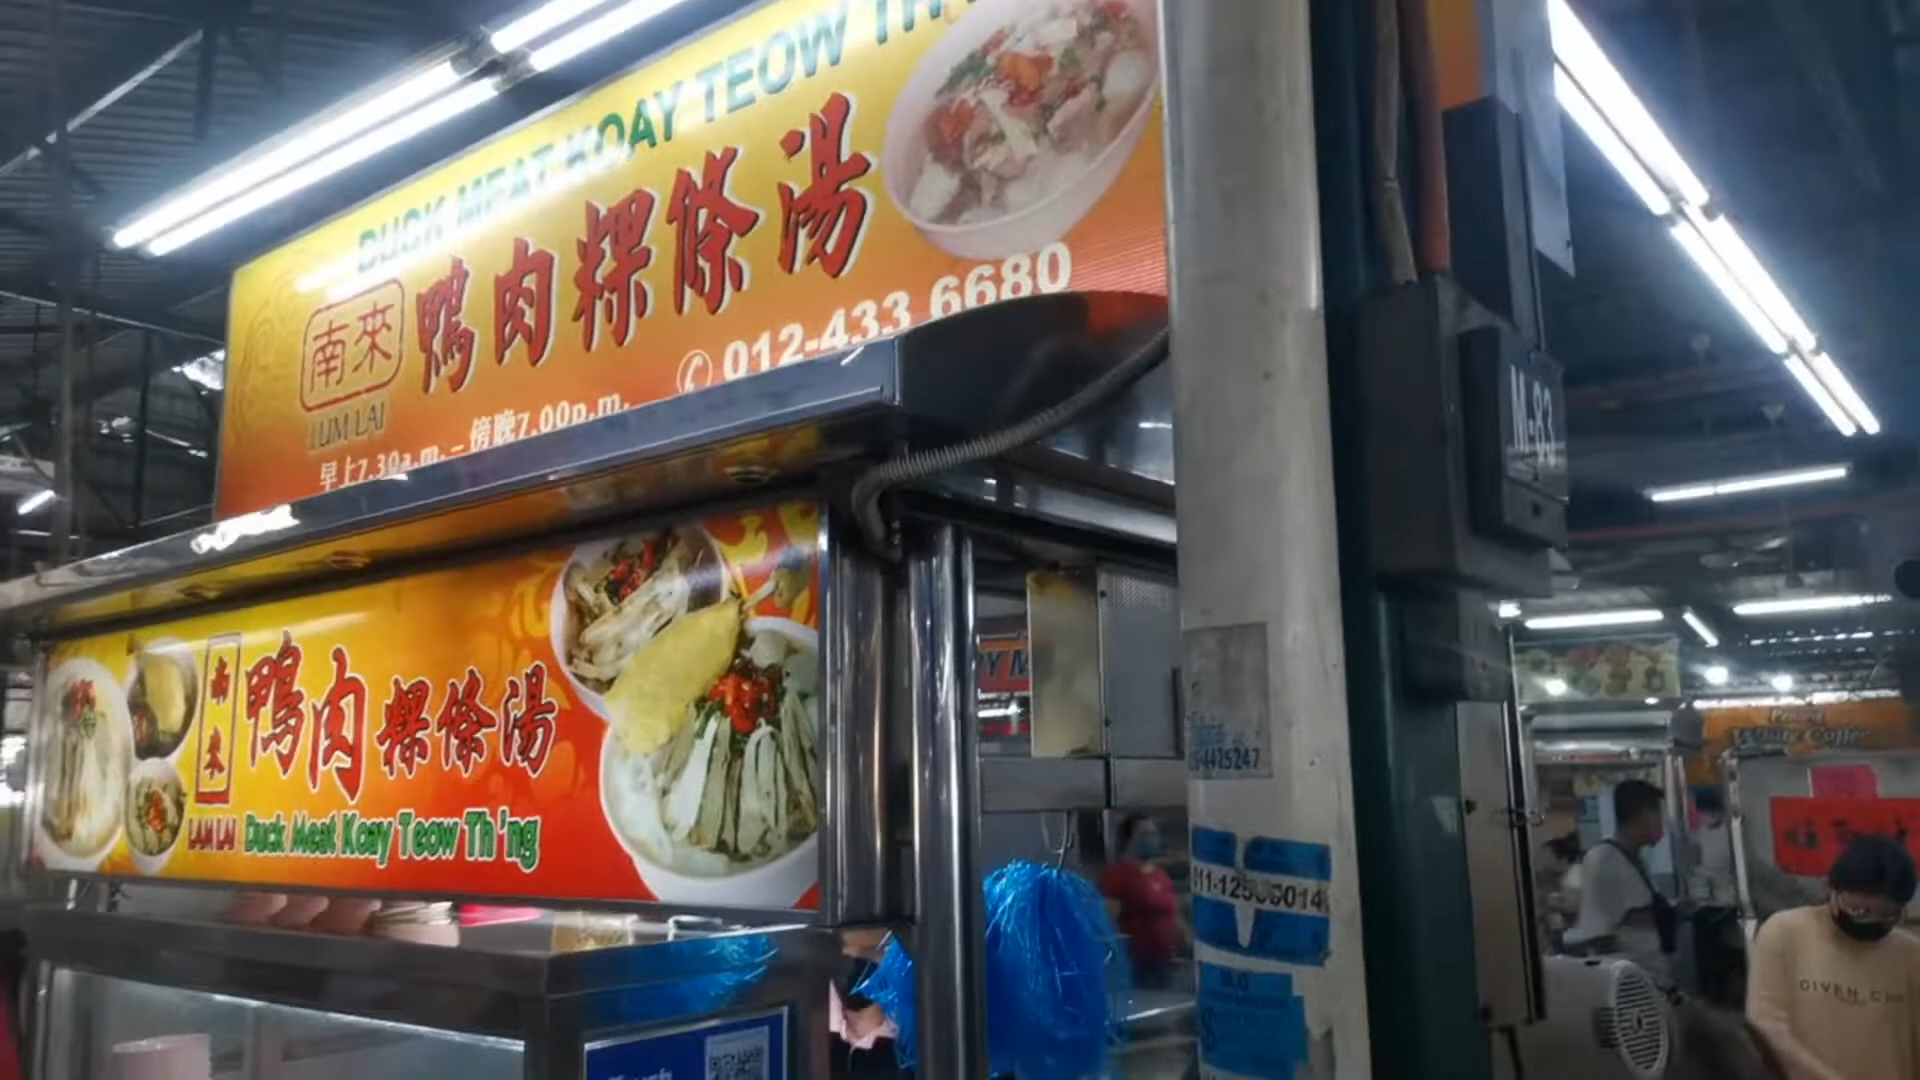 DUCK MEAT KOAY TEOW TH'
南來
鴨肉粿條湯
LUM LAI
012-433 6680
早上7.30a.m. – 傍晚7.00p.m.
M-83
南來
鴨肉粿條湯
LAM LAI
Duck Meat Koay Teow Th'ng
4425247
White Coffee
GIVEN